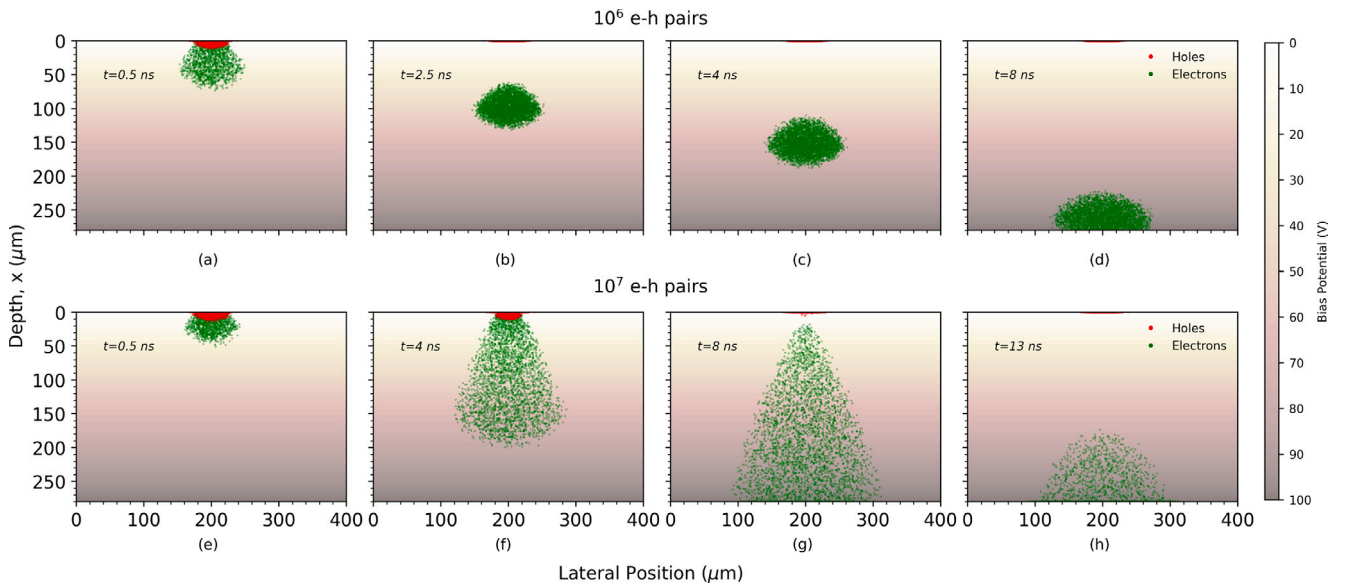 10⁶ e-h pairs
0
50
100
150
200
250
t=0.5 ns
t=2.5 ns
t=4 ns
t=8 ns
Holes
Electrons
(a)
(b)
(c)
(d)
10⁷ e-h pairs
0
50
100
150
200
250
t=0.5 ns
t=4 ns
t=8 ns
t=13 ns
Holes
Electrons
0 100 200 300 400
0 100 200 300 400
0 100 200 300 400
0 100 200 300 400
(e)
(f)
(g)
(h)
Depth, x (μm)
Lateral Position (μm)
0
10
20
30
40
50
60
70
80
90
100
Bias Potential (V)